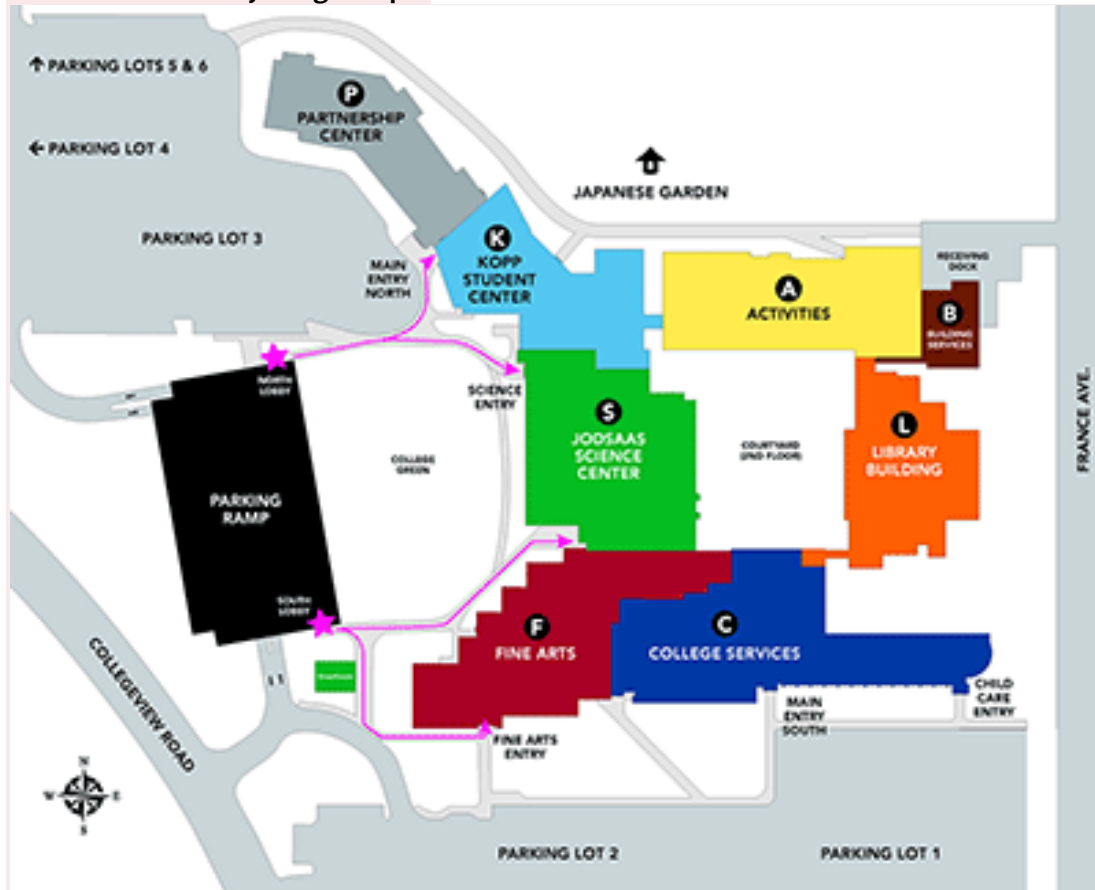 ↑ PARKING LOTS 5 & 6
← PARKING LOT 4
PARKING LOT 3
P
PARTNERSHIP
CENTER
JAPANESE GARDEN
K
KOPP
STUDENT
CENTER
MAIN
ENTRY
NORTH
A
ACTIVITIES
RECEIVING
DOCK
B
BUILDING
SERVICES
NORTH
LOBBY
SCIENCE
ENTRY
S
JODSAAS
SCIENCE
CENTER
COLLEGE
GREEN
COURTYARD
(2ND FLOOR)
L
LIBRARY
BUILDING
FRANCE AVE.
PARKING
RAMP
SOUTH
LOBBY
F
FINE ARTS
C
COLLEGE SERVICES
CHILD
CARE
ENTRY
MAIN
ENTRY
SOUTH
FINE ARTS
ENTRY
COLLEGEVIEW ROAD
N
W E
S
PARKING LOT 2
PARKING LOT 1